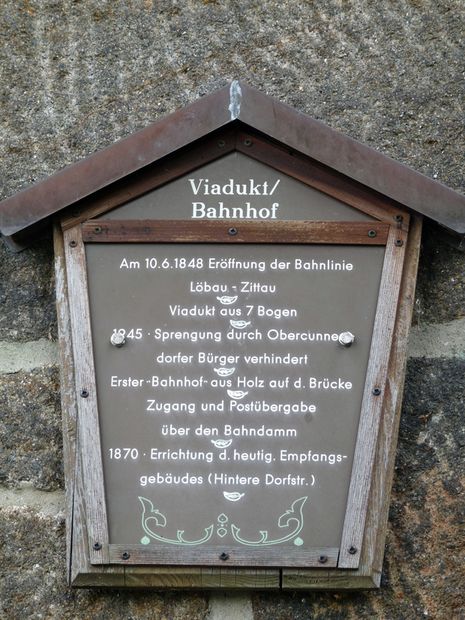 Viadukt/
Bahnhof
Am 10.6.1848 Eröffnung der Bahnlinie
Löbau - Zittau
Viadukt aus 7 Bogen
1945 · Sprengung durch Obercunners-
dorfer Bürger verhindert
Erster "Bahnhof" aus Holz auf d. Brücke
Zugang und Postübergabe
über den Bahndamm
1870 · Errichtung d. heutig. Empfangs-
gebäudes (Hintere Dorfstr.)